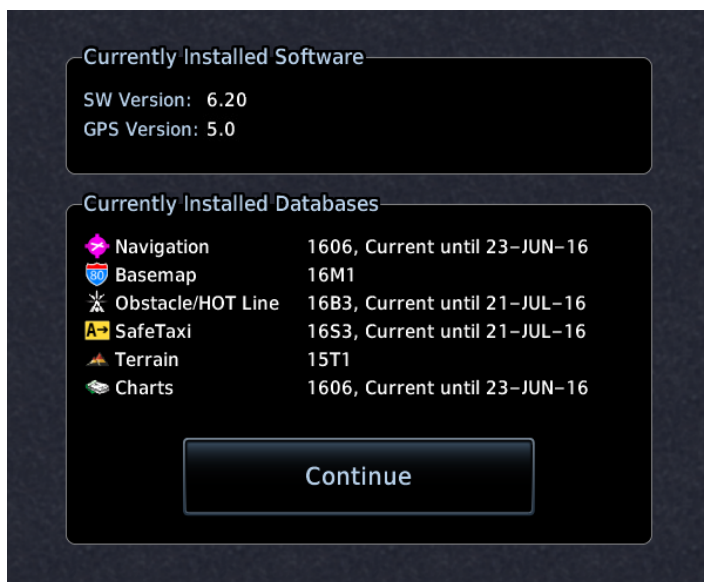 Currently Installed Software
SW Version: 6.20
GPS Version: 5.0
Currently Installed Databases
Navigation 1606, Current until 23-JUN-16
80 Basemap 16M1
Obstacle/HOT Line 16B3, Current until 21-JUL-16
A→ SafeTaxi 16S3, Current until 21-JUL-16
Terrain 15T1
Charts 1606, Current until 23-JUN-16
Continue